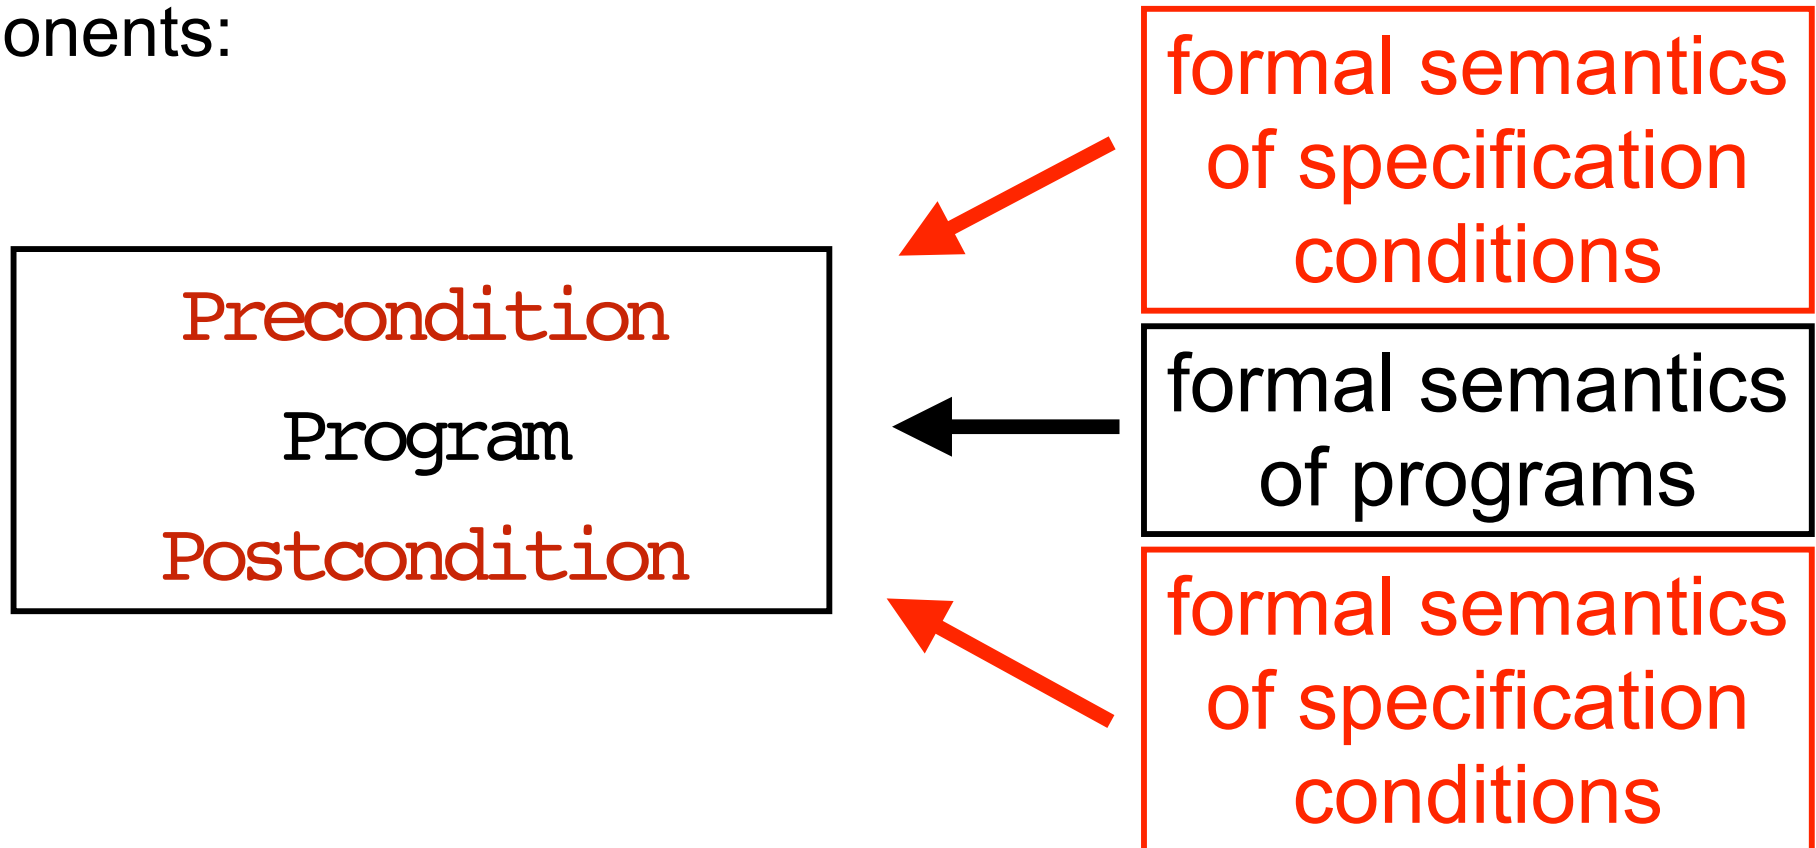 onents:
Precondition
Program
Postcondition
formal semantics
of specification
conditions
formal semantics
of programs
formal semantics
of specification
conditions